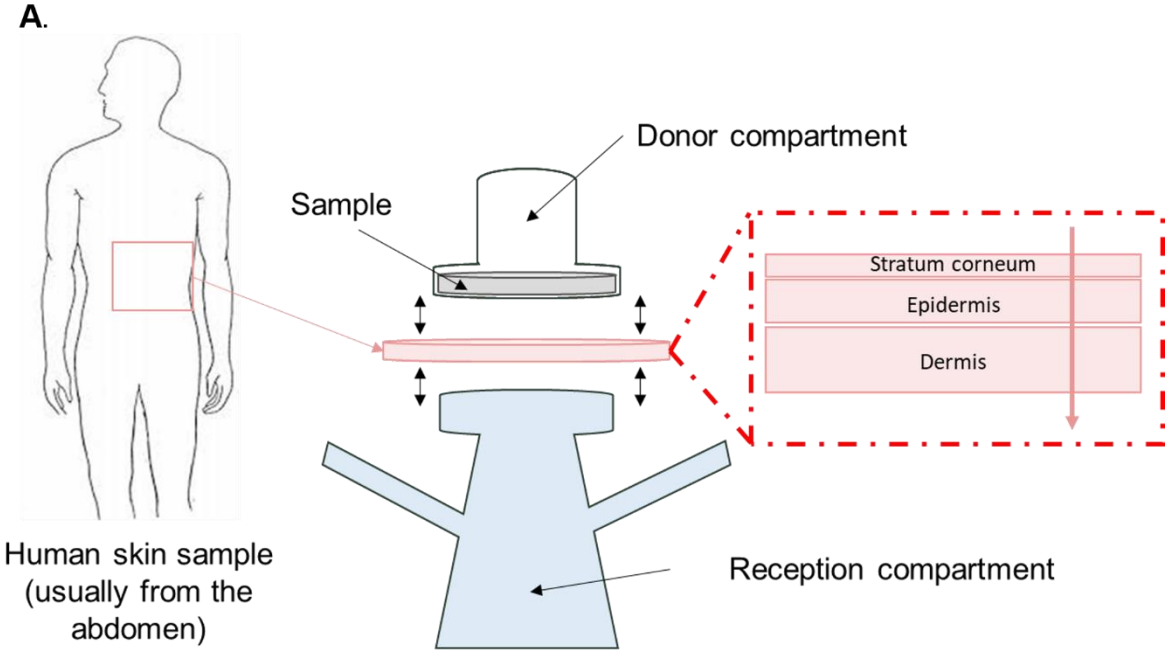 A.
Donor compartment
Sample
Stratum corneum
Epidermis
Dermis
Human skin sample
(usually from the
abdomen)
Reception compartment